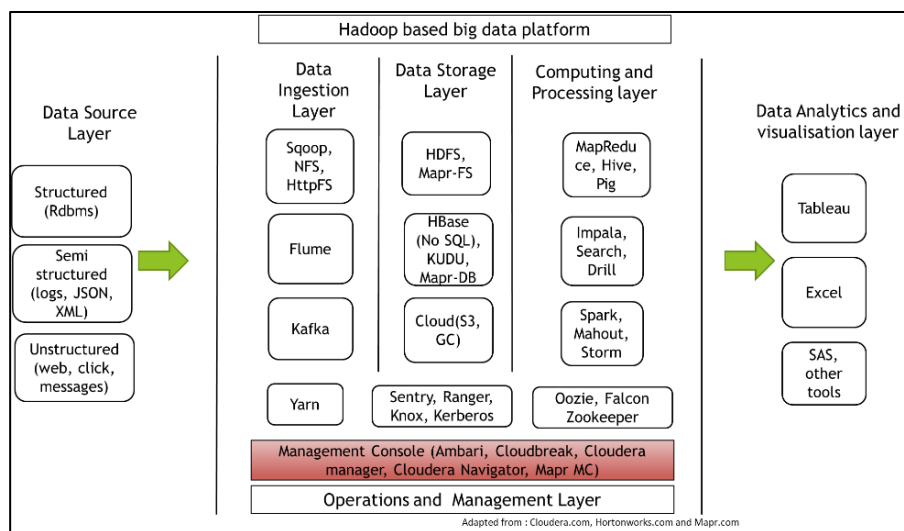 Hadoop based big data platform
Data Source
Layer
Structured
(Rdbms)
Semi
structured
(logs, JSON,
XML)
Unstructured
(web, click,
messages)
Data
Ingestion
Layer
Sqoop,
NFS,
HttpFS
Flume
Kafka
Data Storage
Layer
HDFS,
Mapr-FS
HBase
(No SQL),
KUDU,
Mapr-DB
Cloud(S3,
GC)
Computing and
Processing layer
MapRedu
ce, Hive,
Pig
Impala,
Search,
Drill
Spark,
Mahout,
Storm
Yarn
Sentry, Ranger,
Knox, Kerberos
Oozie, Falcon
Zookeeper
Management Console (Ambari, Cloudbreak, Cloudera
manager, Cloudera Navigator, Mapr MC)
Operations and Management Layer
Data Analytics and
visualisation layer
Tableau
Excel
SAS,
other
tools
Adapted from : Cloudera.com, Hortonworks.com and Mapr.com